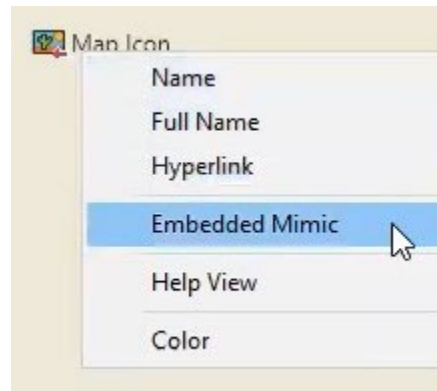 Map Icon
Name
Full Name
Hyperlink
Embedded Mimic
Help View
Color